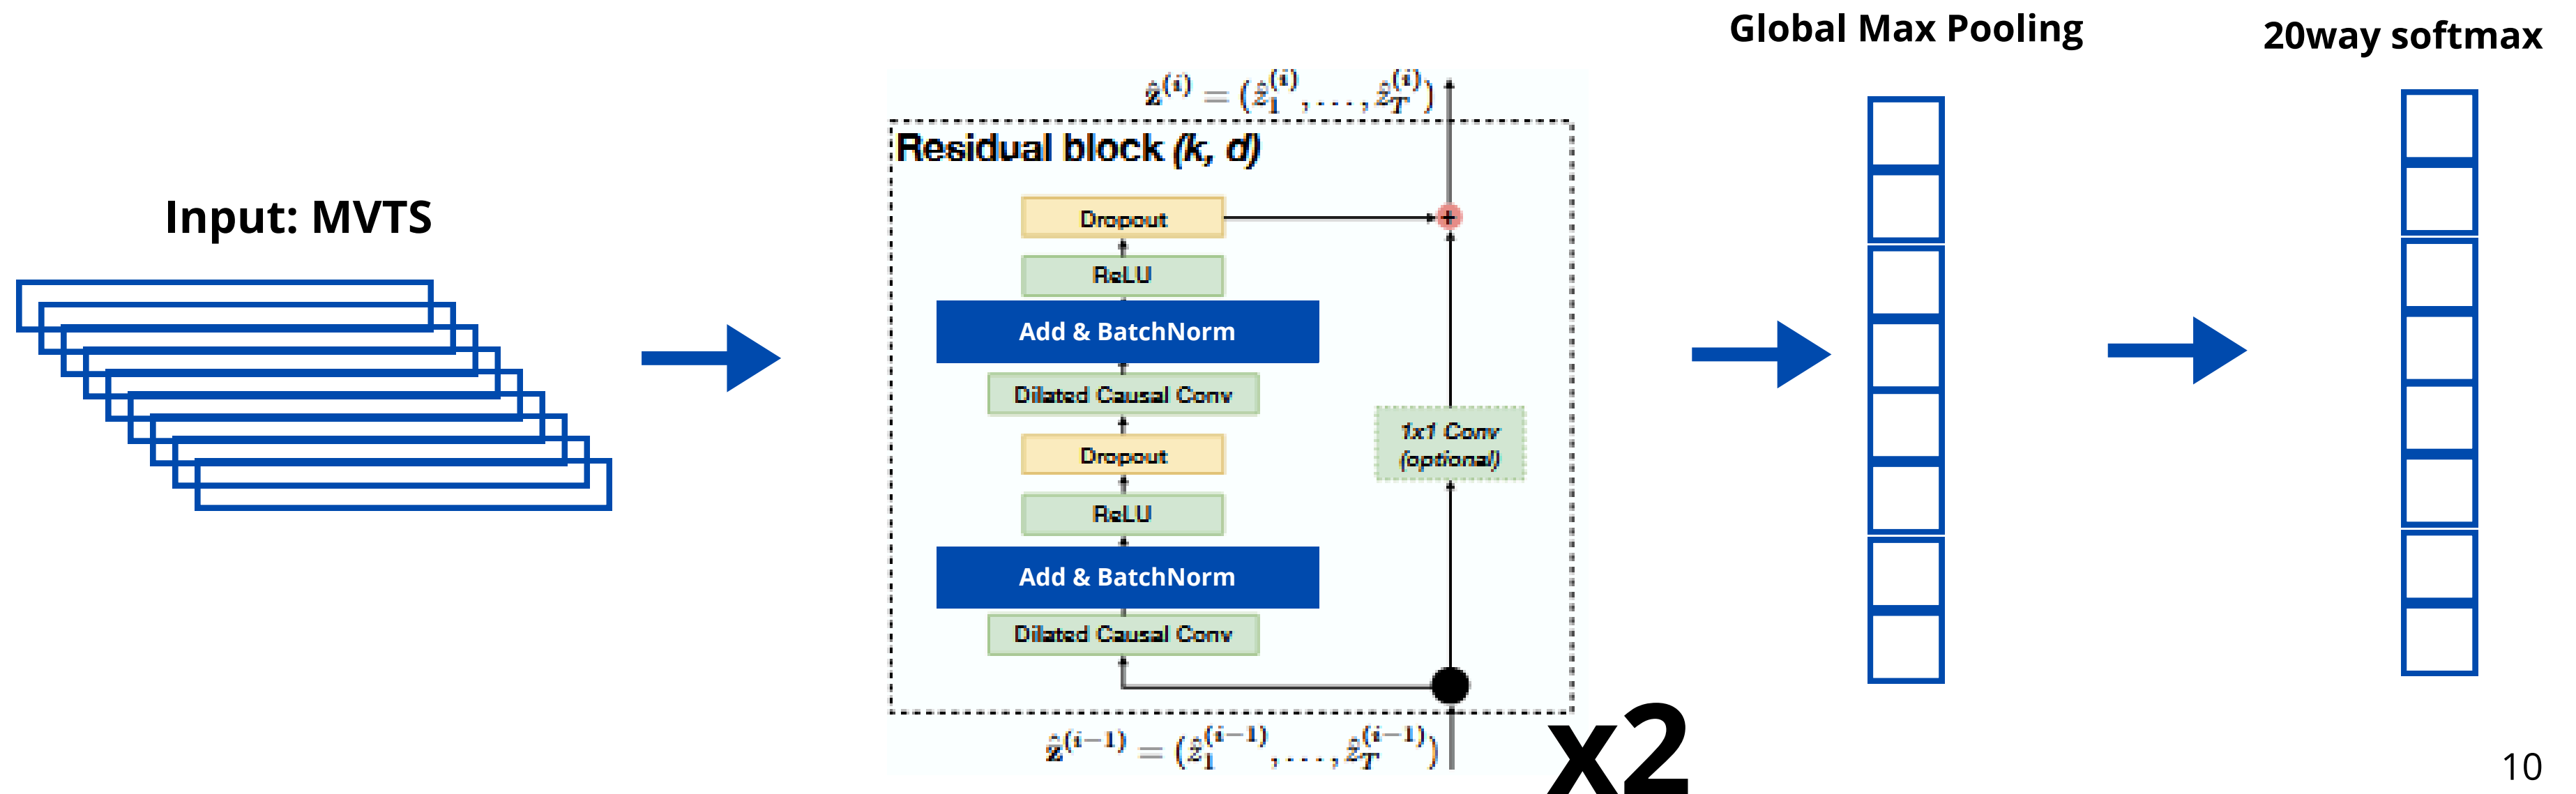 Global Max Pooling
20way softmax
Input: MVTS
ẑ^(i) = (ẑ_1^(i), . . . , ẑ_T^(i))
Residual block (k, d)
Dropout
+
ReLU
Add & BatchNorm
Dilated Causal Conv
1x1 Conv
(optional)
Dropout
ReLU
Add & BatchNorm
Dilated Causal Conv
ẑ^(i−1) = (ẑ_1^(i−1), . . . , ẑ_T^(i−1))
x2
10